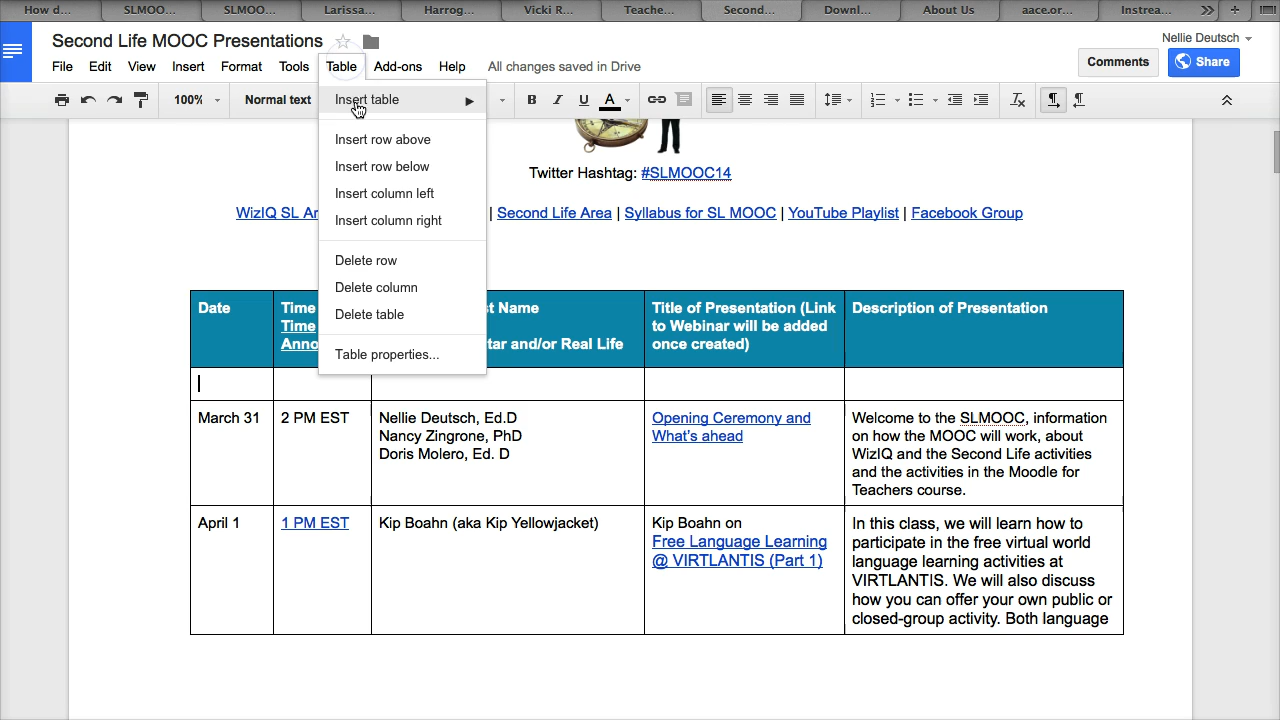 How d...
SLMOO...
SLMOO...
Larissa...
Harrog...
Vicki R...
Teache...
Second...
Downl...
About Us
aace.or...
Instrea...
Second Life MOOC Presentations
Nellie Deutsch
File Edit View Insert Format Tools Table Add-ons Help All changes saved in Drive
Comments
Share
100%
Normal text
B I U A
Insert table
Insert row above
Insert row below
Insert column left
Insert column right
Delete row
Delete column
Delete table
Table properties...
Twitter Hashtag: #SLMOOC14
WizIQ SL | Second Life Area | Syllabus for SL MOOC | YouTube Playlist | Facebook Group
Date
Time
Time
Name
tar and/or Real Life
Title of Presentation (Link
to Webinar will be added
once created)
Description of Presentation
March 31
2 PM EST
Nellie Deutsch, Ed.D
Nancy Zingrone, PhD
Doris Molero, Ed. D
Opening Ceremony and
What's ahead
Welcome to the SLMOOC, information
on how the MOOC will work, about
WizIQ and the Second Life activities
and the activities in the Moodle for
Teachers course.
April 1
1 PM EST
Kip Boahn (aka Kip Yellowjacket)
Kip Boahn on
Free Language Learning
@ VIRTLANTIS (Part 1)
In this class, we will learn how to
participate in the free virtual world
language learning activities at
VIRTLANTIS. We will also discuss
how you can offer your own public or
closed-group activity. Both language